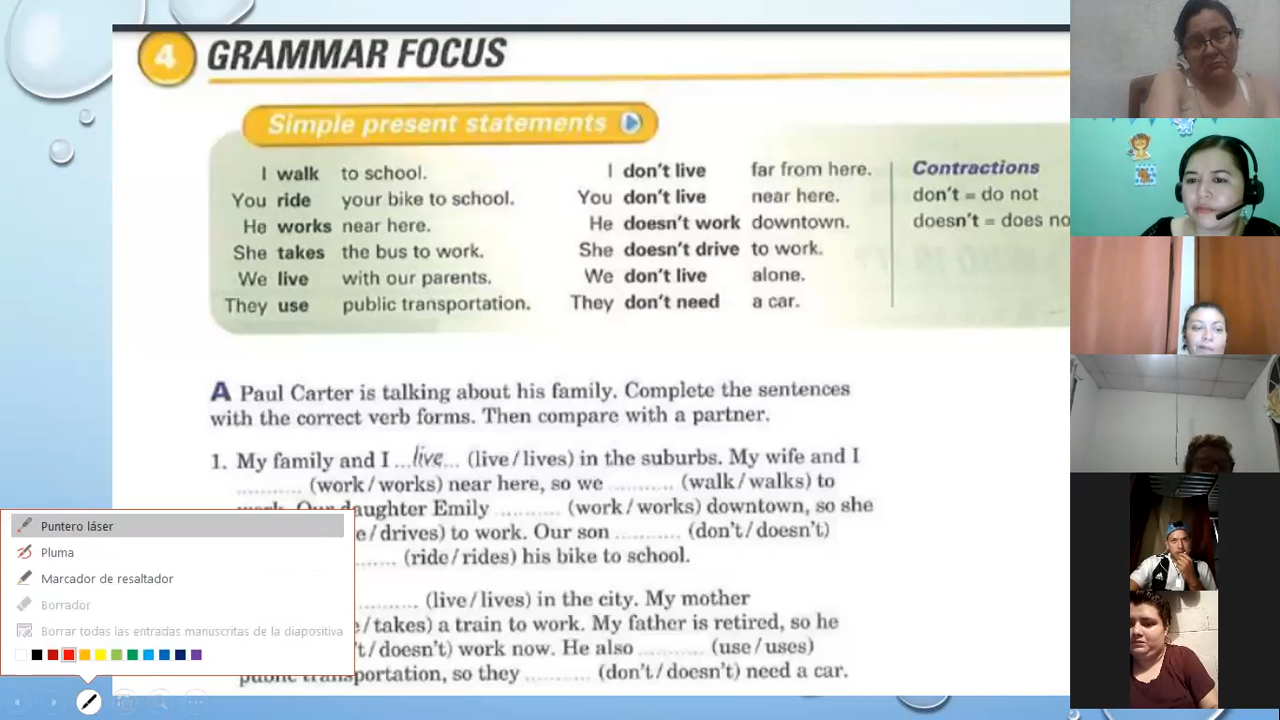 4 GRAMMAR FOCUS
Simple present statements
I walk to school.
You ride your bike to school.
He works near here.
She takes the bus to work.
We live with our parents.
They use public transportation.
I don't live far from here.
You don't live near here.
He doesn't work downtown.
She doesn't drive to work.
We don't live alone.
They don't need a car.
Contractions
don't = do not
doesn't = does no
A Paul Carter is talking about his family. Complete the sentences
with the correct verb forms. Then compare with a partner.
1. My family and I ...live... (live/lives) in the suburbs. My wife and I
.......... (work/works) near here, so we .......... (walk/walks) to
daughter Emily .......... (work/works) downtown, so she
e/drives) to work. Our son .......... (don't/doesn't)
...... (ride/rides) his bike to school.
.......... (live/lives) in the city. My mother
e/takes) a train to work. My father is retired, so he
't/doesn't) work now. He also .......... (use/uses)
public transportation, so they .......... (don't/doesn't) need a car.
Puntero láser
Pluma
Marcador de resaltador
Borrador
Borrar todas las entradas manuscritas de la diapositiva